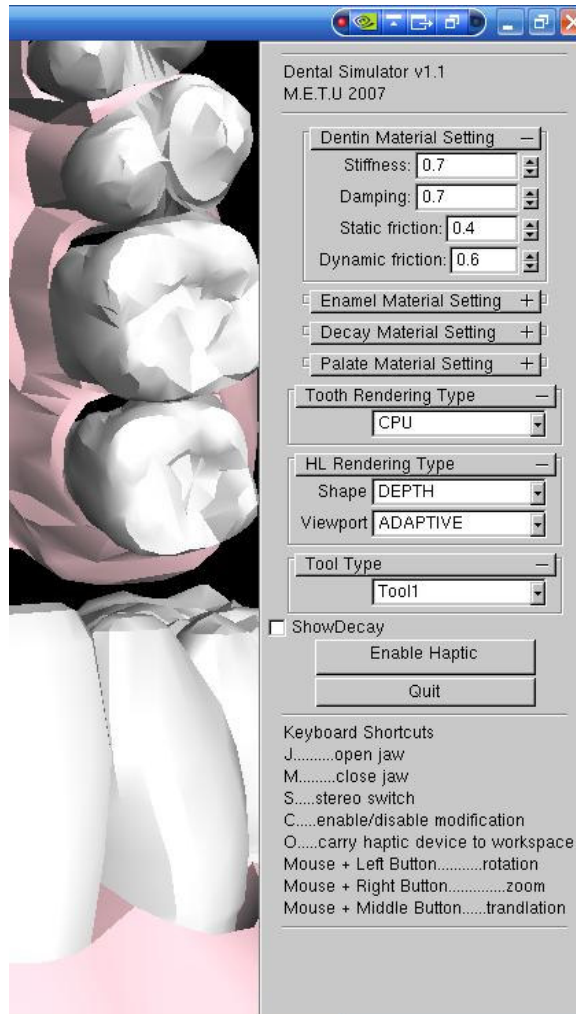 Dental Simulator v1.1
M.E.T.U 2007
Dentin Material Setting
Stiffness: 0.7
Damping: 0.7
Static friction: 0.4
Dynamic friction: 0.6
Enamel Material Setting
Decay Material Setting
Palate Material Setting
Tooth Rendering Type
CPU
HL Rendering Type
Shape DEPTH
Viewport ADAPTIVE
Tool Type
Tool1
ShowDecay
Enable Haptic
Quit
Keyboard Shortcuts
J..........open jaw
M.........close jaw
S.....stereo switch
C.....enable/disable modification
O.....carry haptic device to workspace
Mouse + Left Button..........rotation
Mouse + Right Button.............zoom
Mouse + Middle Button......trandlation